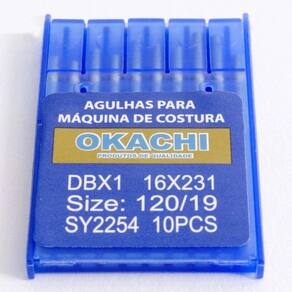 AGULHAS PARA
MÁQUINA DE COSTURA
OKACHI
PRODUTOS DE QUALIDADE
DBX1 16X231
Size: 120/19
SY2254 10PCS